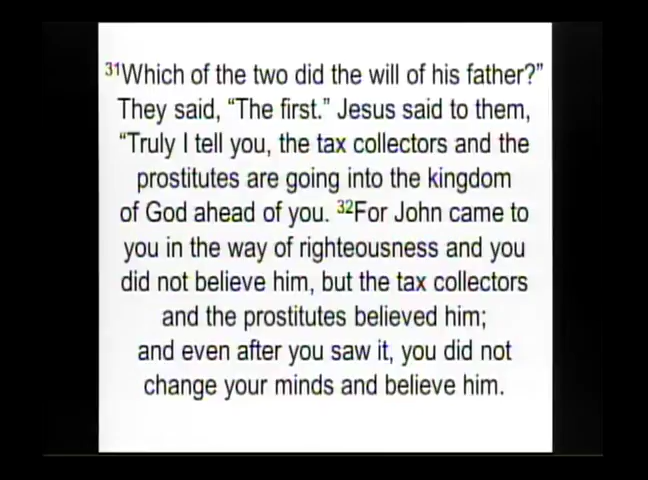 ³¹Which of the two did the will of his father?”
They said, “The first.” Jesus said to them,
“Truly I tell you, the tax collectors and the
prostitutes are going into the kingdom
of God ahead of you. ³²For John came to
you in the way of righteousness and you
did not believe him, but the tax collectors
and the prostitutes believed him;
and even after you saw it, you did not
change your minds and believe him.